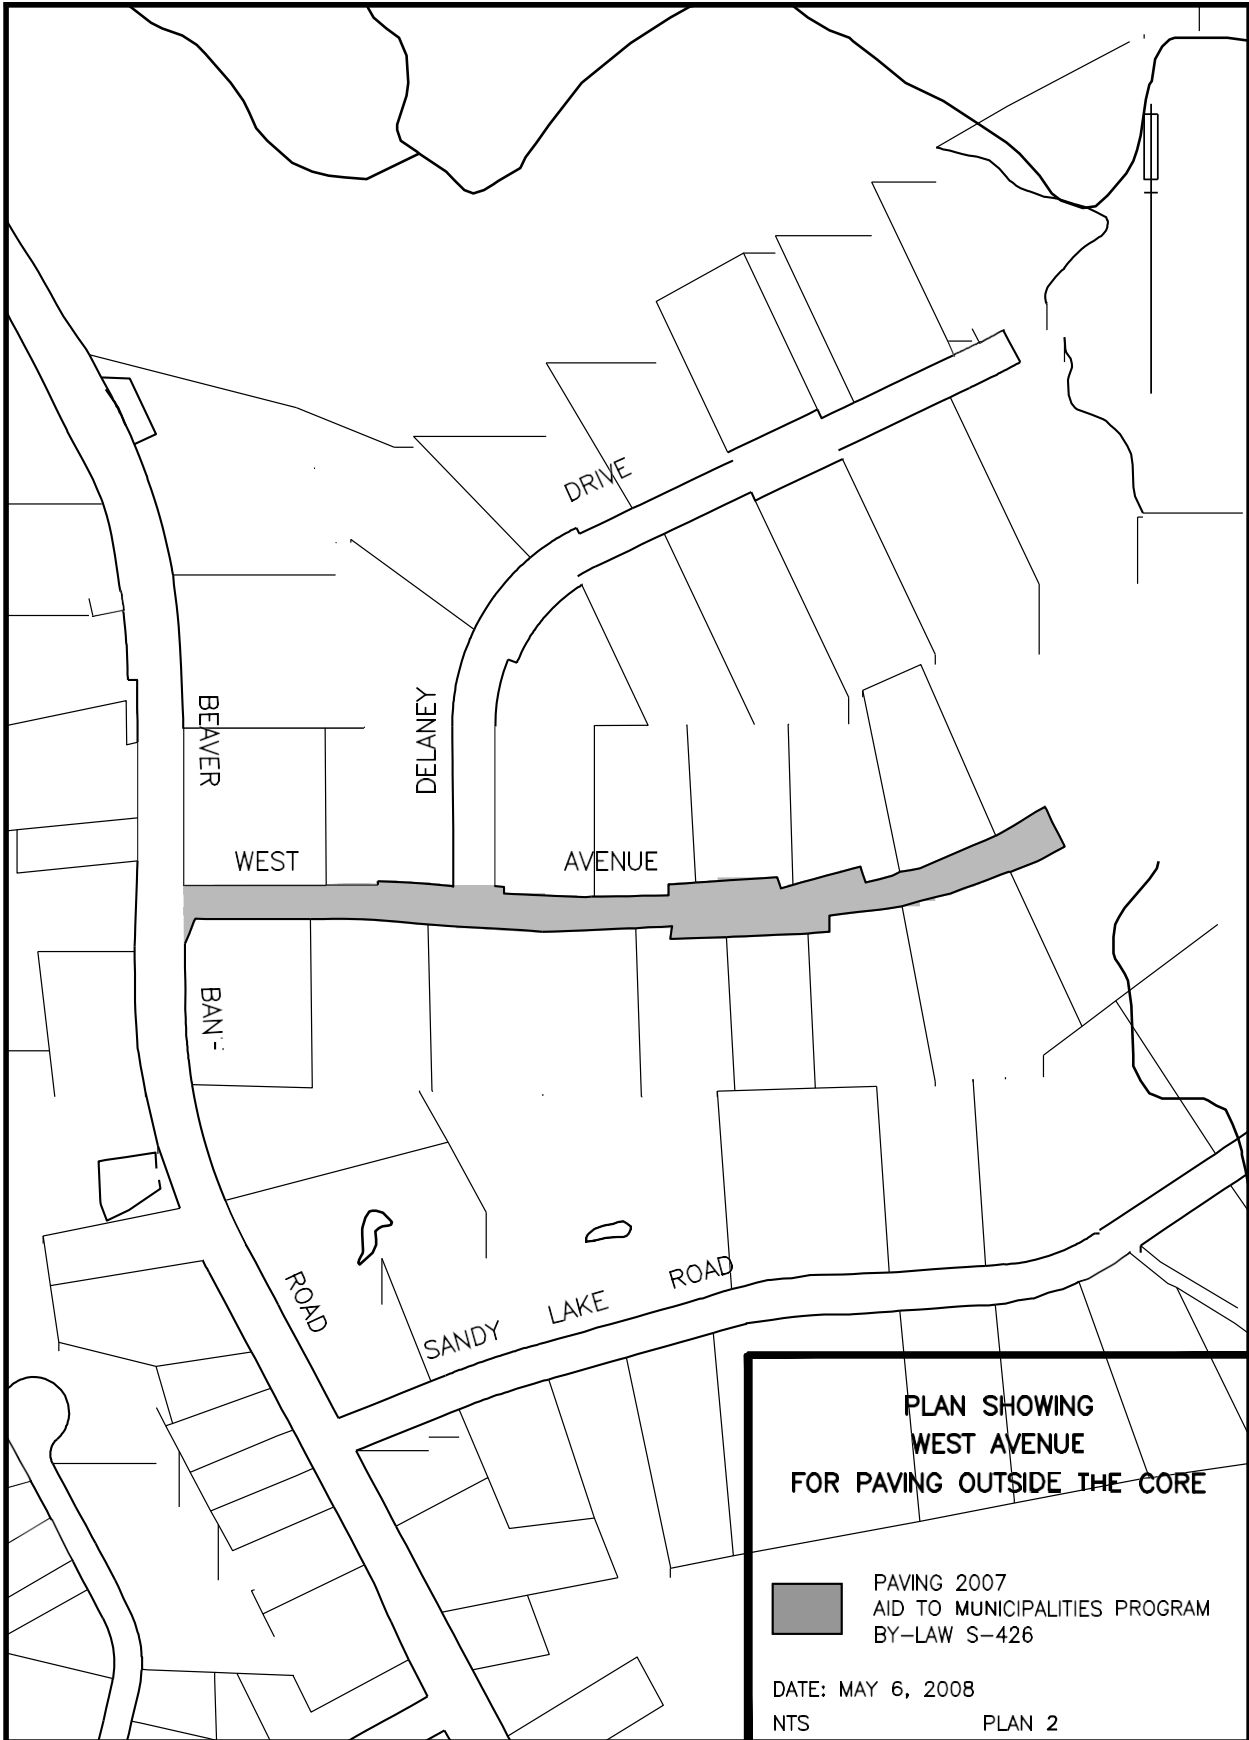 DRIVE
BEAVER
DELANEY
WEST AVENUE
ROAD
SANDY LAKE ROAD
PLAN SHOWING
WEST AVENUE
FOR PAVING OUTSIDE THE CORE
PAVING 2007
AID TO MUNICIPALITIES PROGRAM
BY-LAW S-426
DATE: MAY 6, 2008
NTS PLAN 2